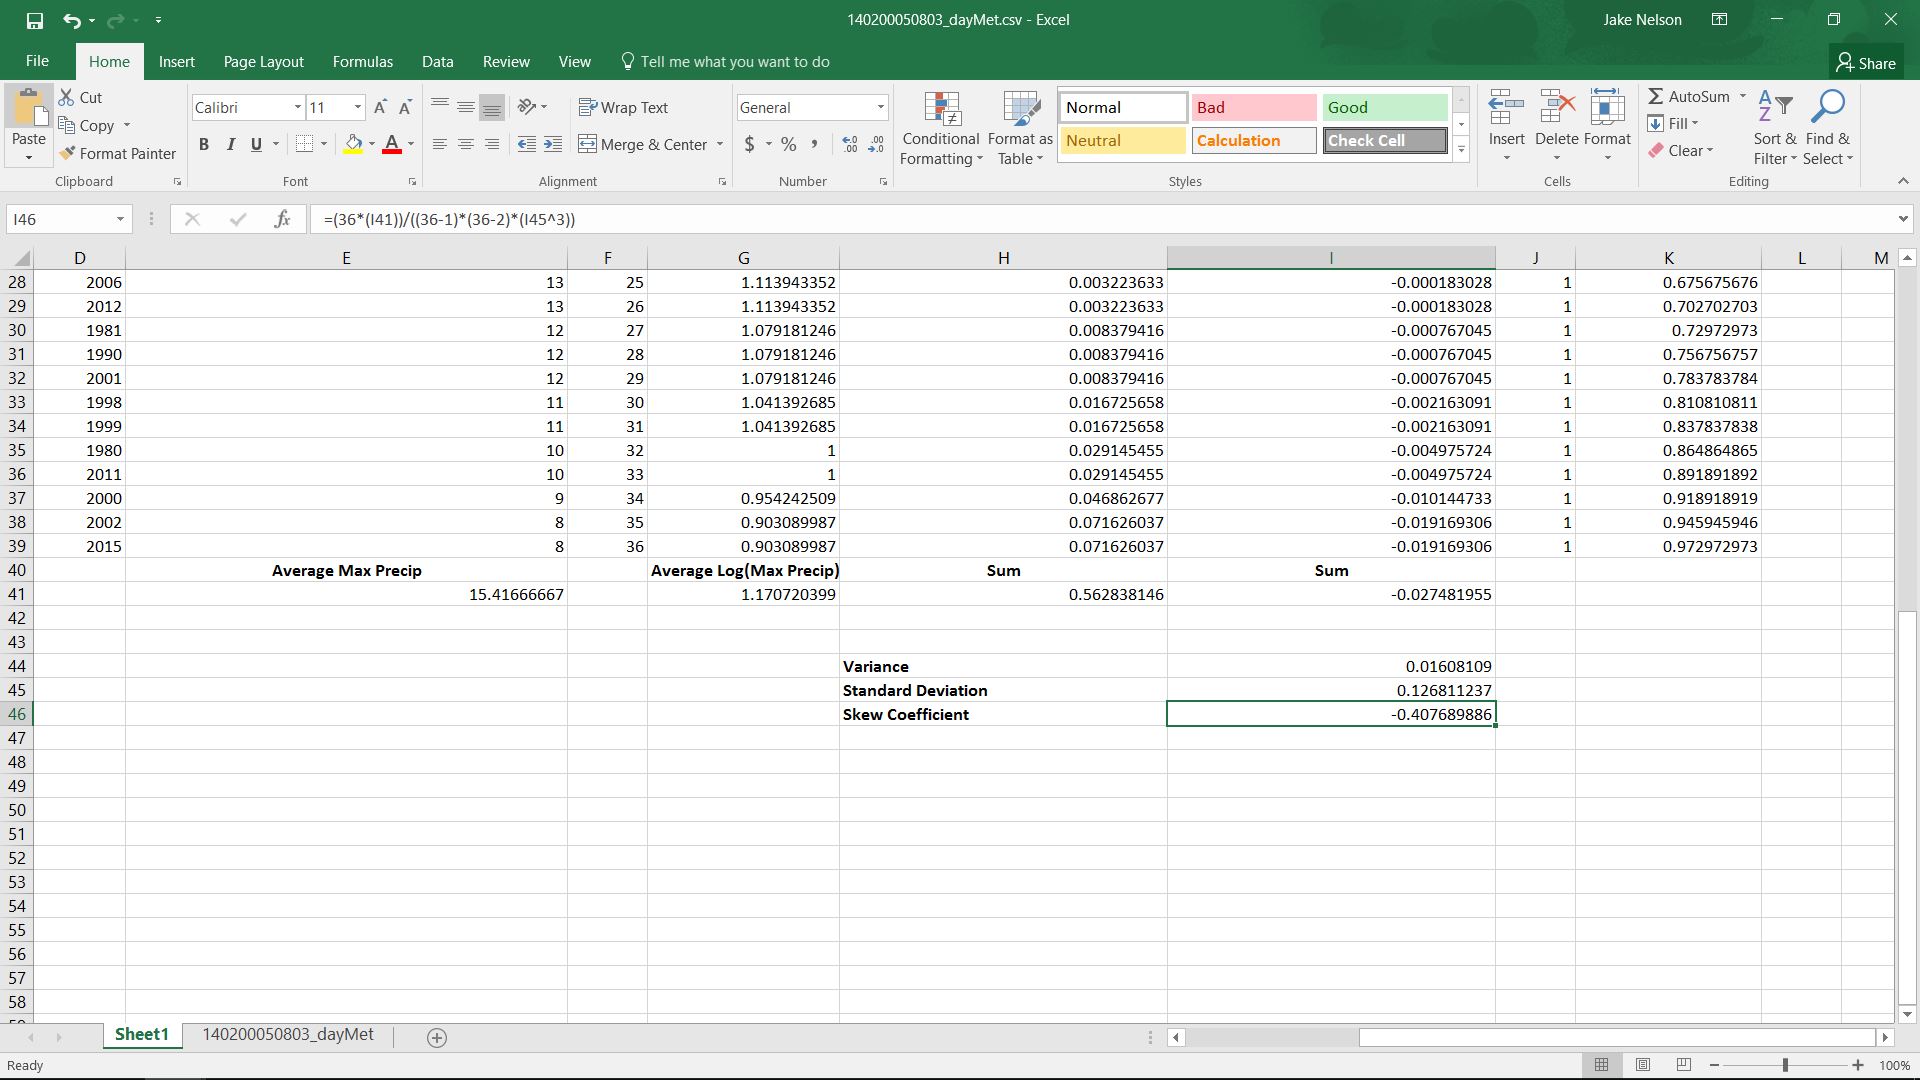 140200050803_dayMet.csv - Excel
Jake Nelson
File Home Insert Page Layout Formulas Data Review View Tell me what you want to do
Share
Paste
Cut
Copy
Format Painter
Clipboard
Calibri 11
B I U
Font
Wrap Text
Merge & Center
Alignment
General
$ % ,
Number
Conditional Formatting
Format as Table
Normal Bad Good
Neutral Calculation Check Cell
Styles
Insert Delete Format
Cells
AutoSum
Fill
Clear
Sort & Filter
Find & Select
Editing
I46 fx =(36*(I41))/((36-1)*(36-2)*(I45^3))
D E F G H I J K L M
28 2006 13 25 1.113943352 0.003223633 -0.000183028 1 0.675675676
29 2012 13 26 1.113943352 0.003223633 -0.000183028 1 0.702702703
30 1981 12 27 1.079181246 0.008379416 -0.000767045 1 0.72972973
31 1990 12 28 1.079181246 0.008379416 -0.000767045 1 0.756756757
32 2001 12 29 1.079181246 0.008379416 -0.000767045 1 0.783783784
33 1998 11 30 1.041392685 0.016725658 -0.002163091 1 0.810810811
34 1999 11 31 1.041392685 0.016725658 -0.002163091 1 0.837837838
35 1980 10 32 1 0.029145455 -0.004975724 1 0.864864865
36 2011 10 33 1 0.029145455 -0.004975724 1 0.891891892
37 2000 9 34 0.954242509 0.046862677 -0.010144733 1 0.918918919
38 2002 8 35 0.903089987 0.071626037 -0.019169306 1 0.945945946
39 2015 8 36 0.903089987 0.071626037 -0.019169306 1 0.972972973
40 Average Max Precip Average Log(Max Precip) Sum Sum
41 15.41666667 1.170720399 0.562838146 -0.027481955
42
43
44 Variance 0.01608109
45 Standard Deviation 0.126811237
46 Skew Coefficient -0.407689886
47
48
49
50
51
52
53
54
55
56
57
58
Sheet1 140200050803_dayMet
Ready 100%